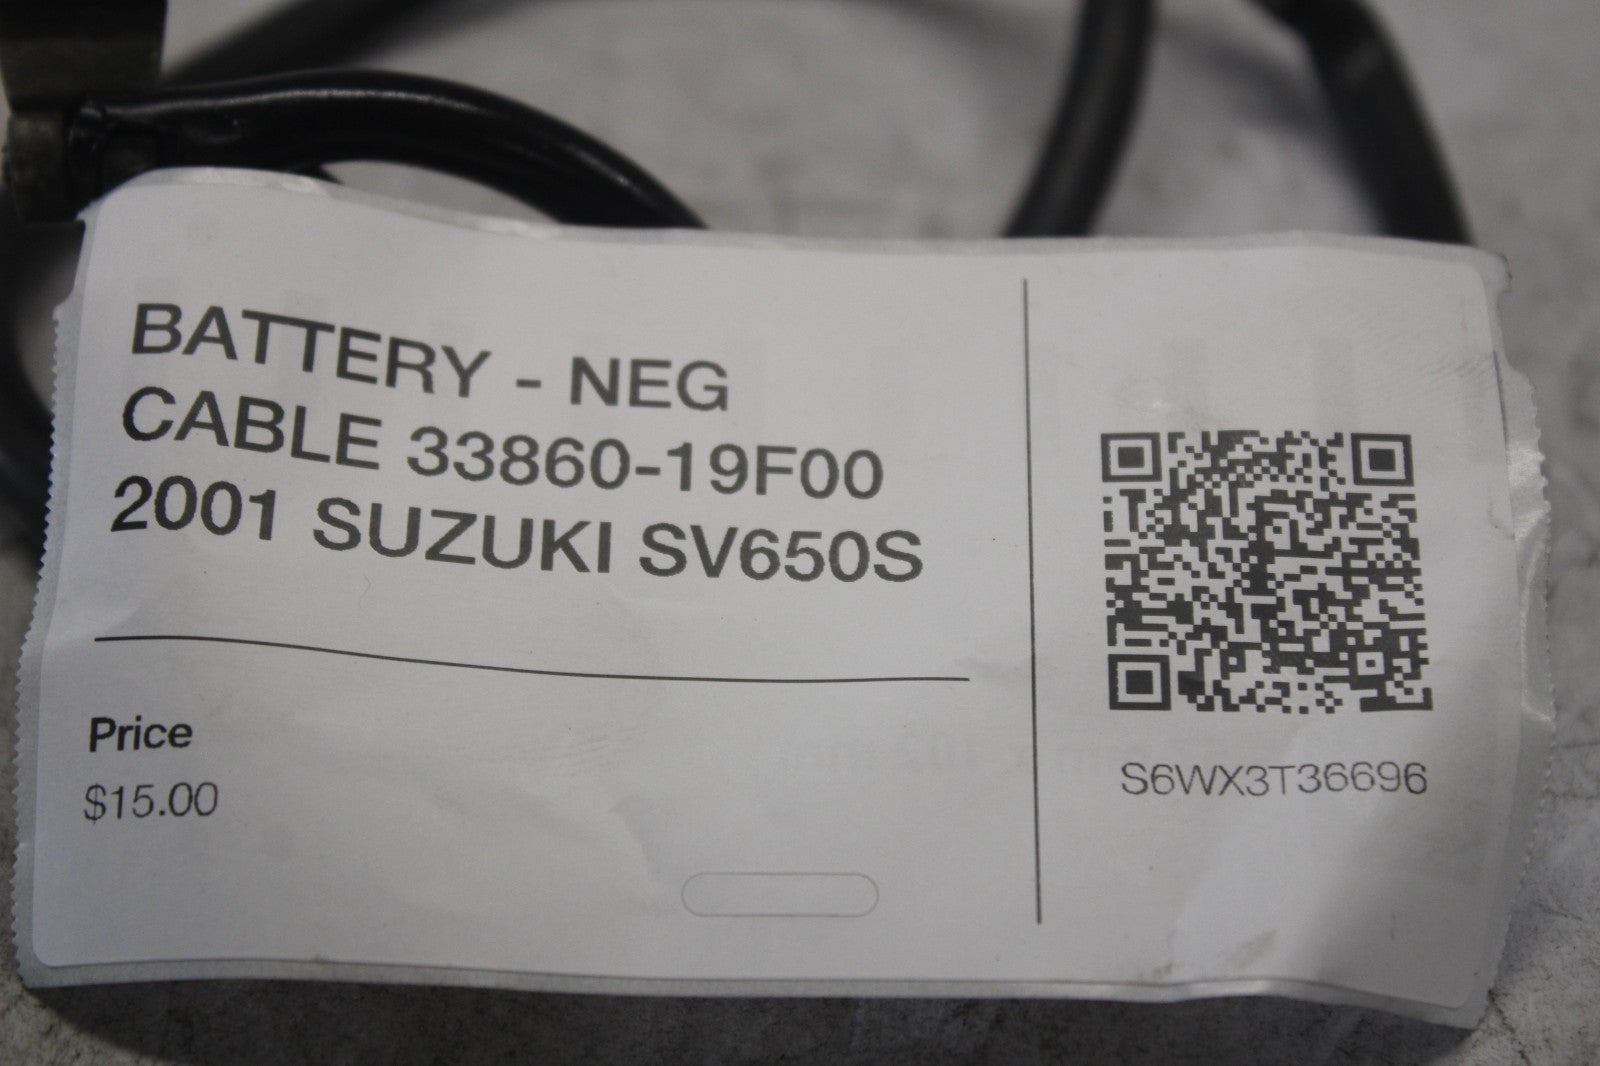 BATTERY - NEG
CABLE 33860-19F00
2001 SUZUKI SV650S
Price
$15.00
S6WX3T36696